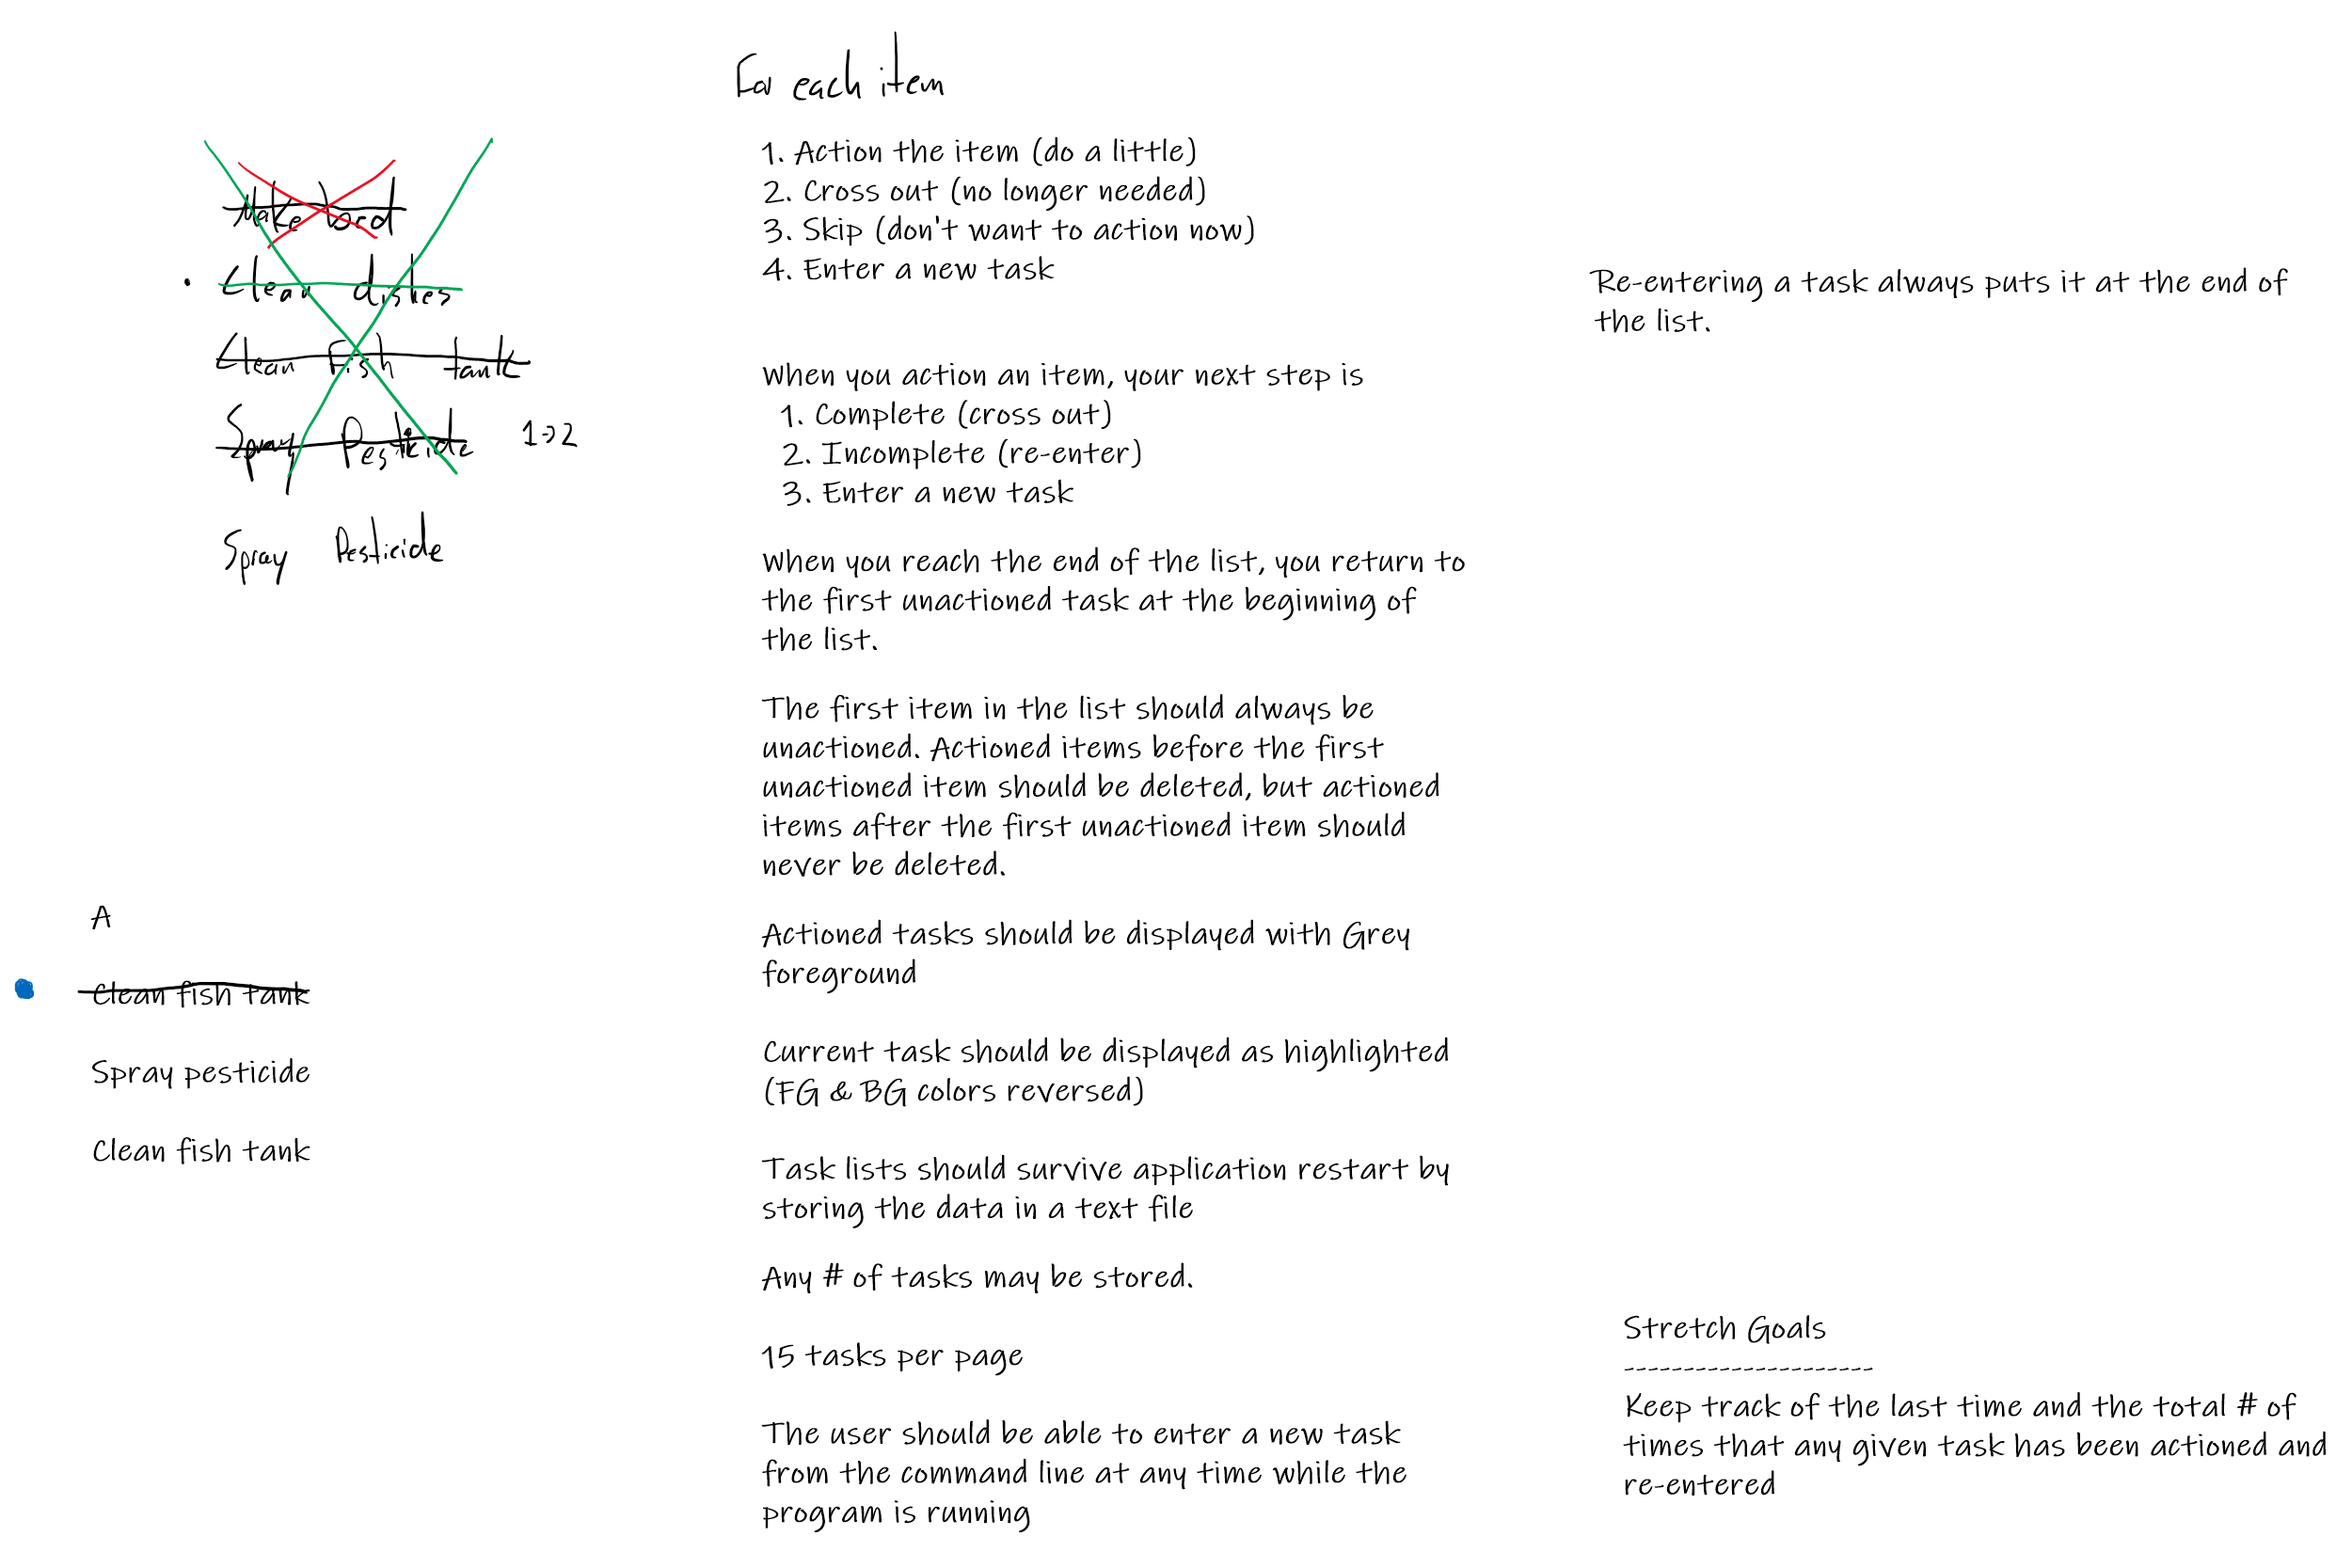 For each item
Make bed
Clean dishes
Clean Fish tank
Spray Pesticide 1->2
Spray Pesticide
A
Clean fish tank
Spray pesticide
Clean fish tank
1. Action the item (do a little)
2. Cross out (no longer needed)
3. Skip (don't want to action now)
4. Enter a new task
When you action an item, your next step is
1. Complete (cross out)
2. Incomplete (re-enter)
3. Enter a new task
When you reach the end of the list, you return to
the first unactioned task at the beginning of
the list.
The first item in the list should always be
unactioned. Actioned items before the first
unactioned item should be deleted, but actioned
items after the first unactioned item should
never be deleted.
Actioned tasks should be displayed with Grey
foreground
Current task should be displayed as highlighted
(FG & BG colors reversed)
Task lists should survive application restart by
storing the data in a text file
Any # of tasks may be stored.
15 tasks per page
The user should be able to enter a new task
from the command line at any time while the
program is running
Re-entering a task always puts it at the end of
the list.
Stretch Goals
---------------------
Keep track of the last time and the total # of
times that any given task has been actioned and
re-entered